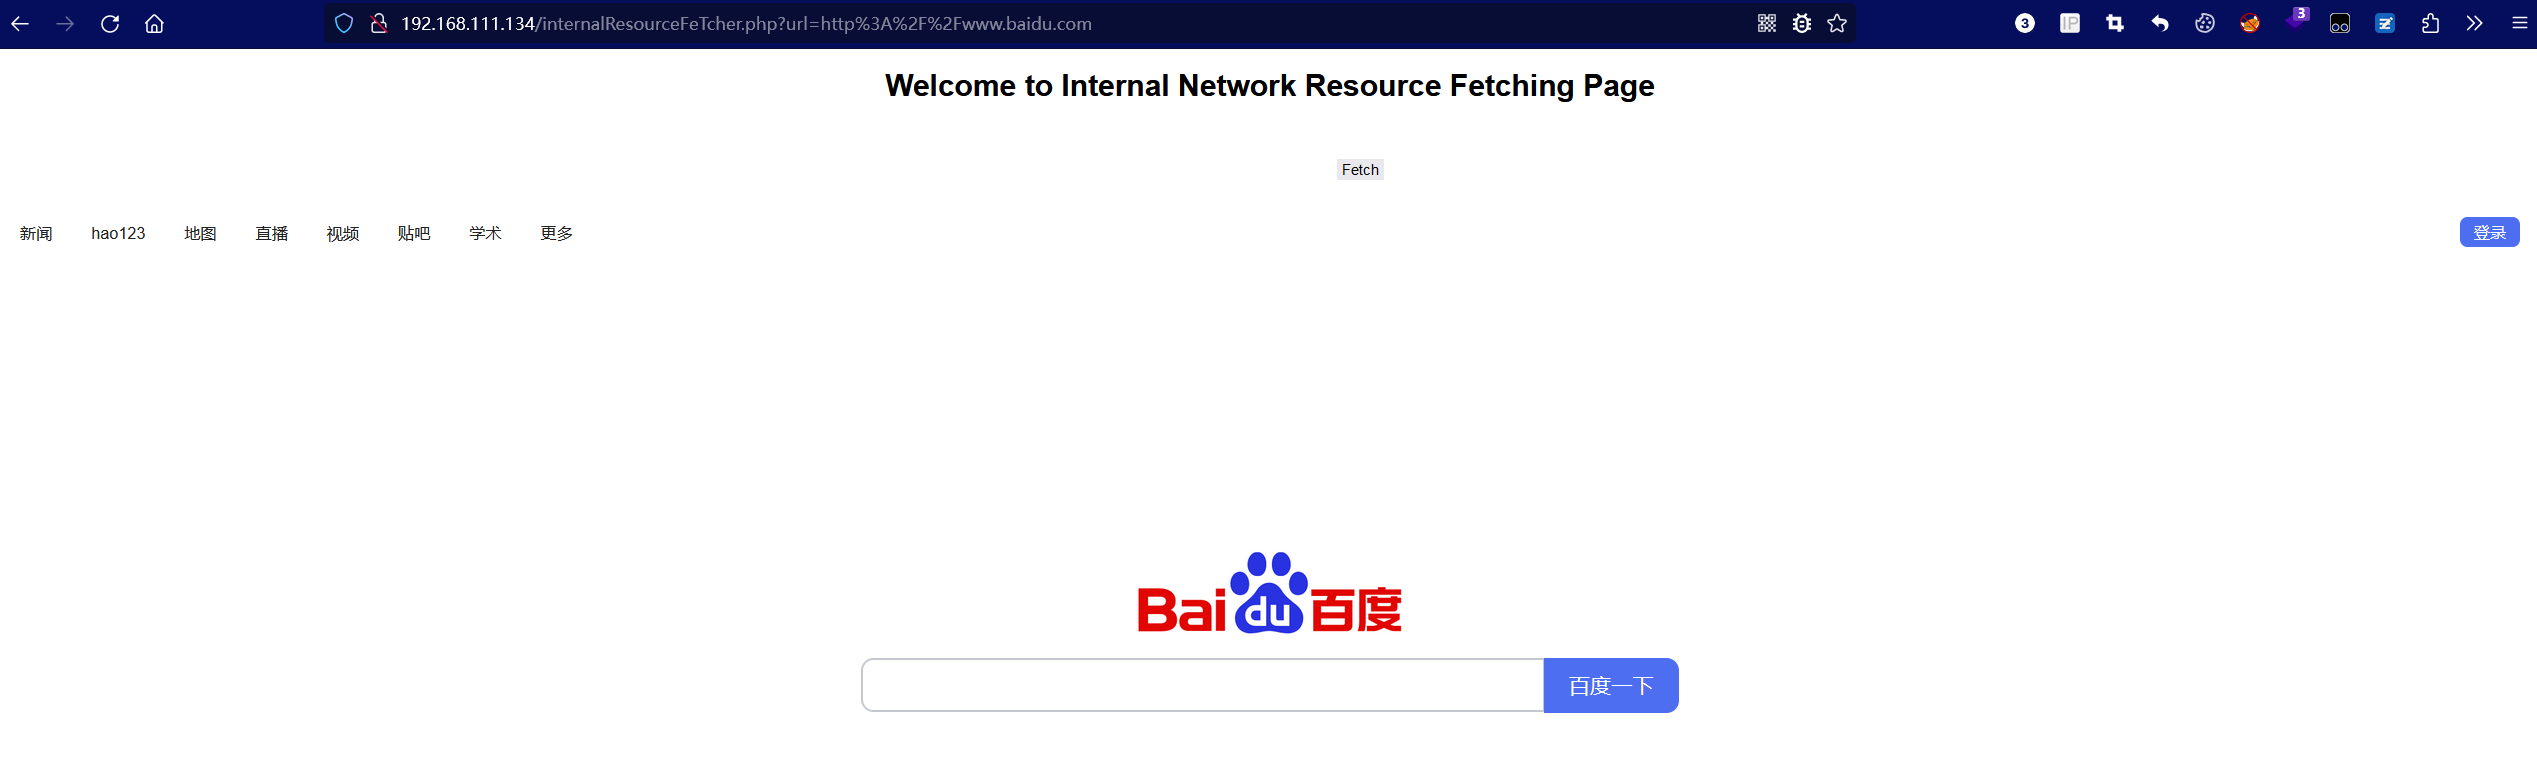 192.168.111.134/internalResourceFeTcher.php?url=http%3A%2F%2Fwww.baidu.com
3 IP 3
Welcome to Internal Network Resource Fetching Page
Fetch
新闻 hao123 地图 直播 视频 贴吧 学术 更多 登录
Bai du 百度
百度一下